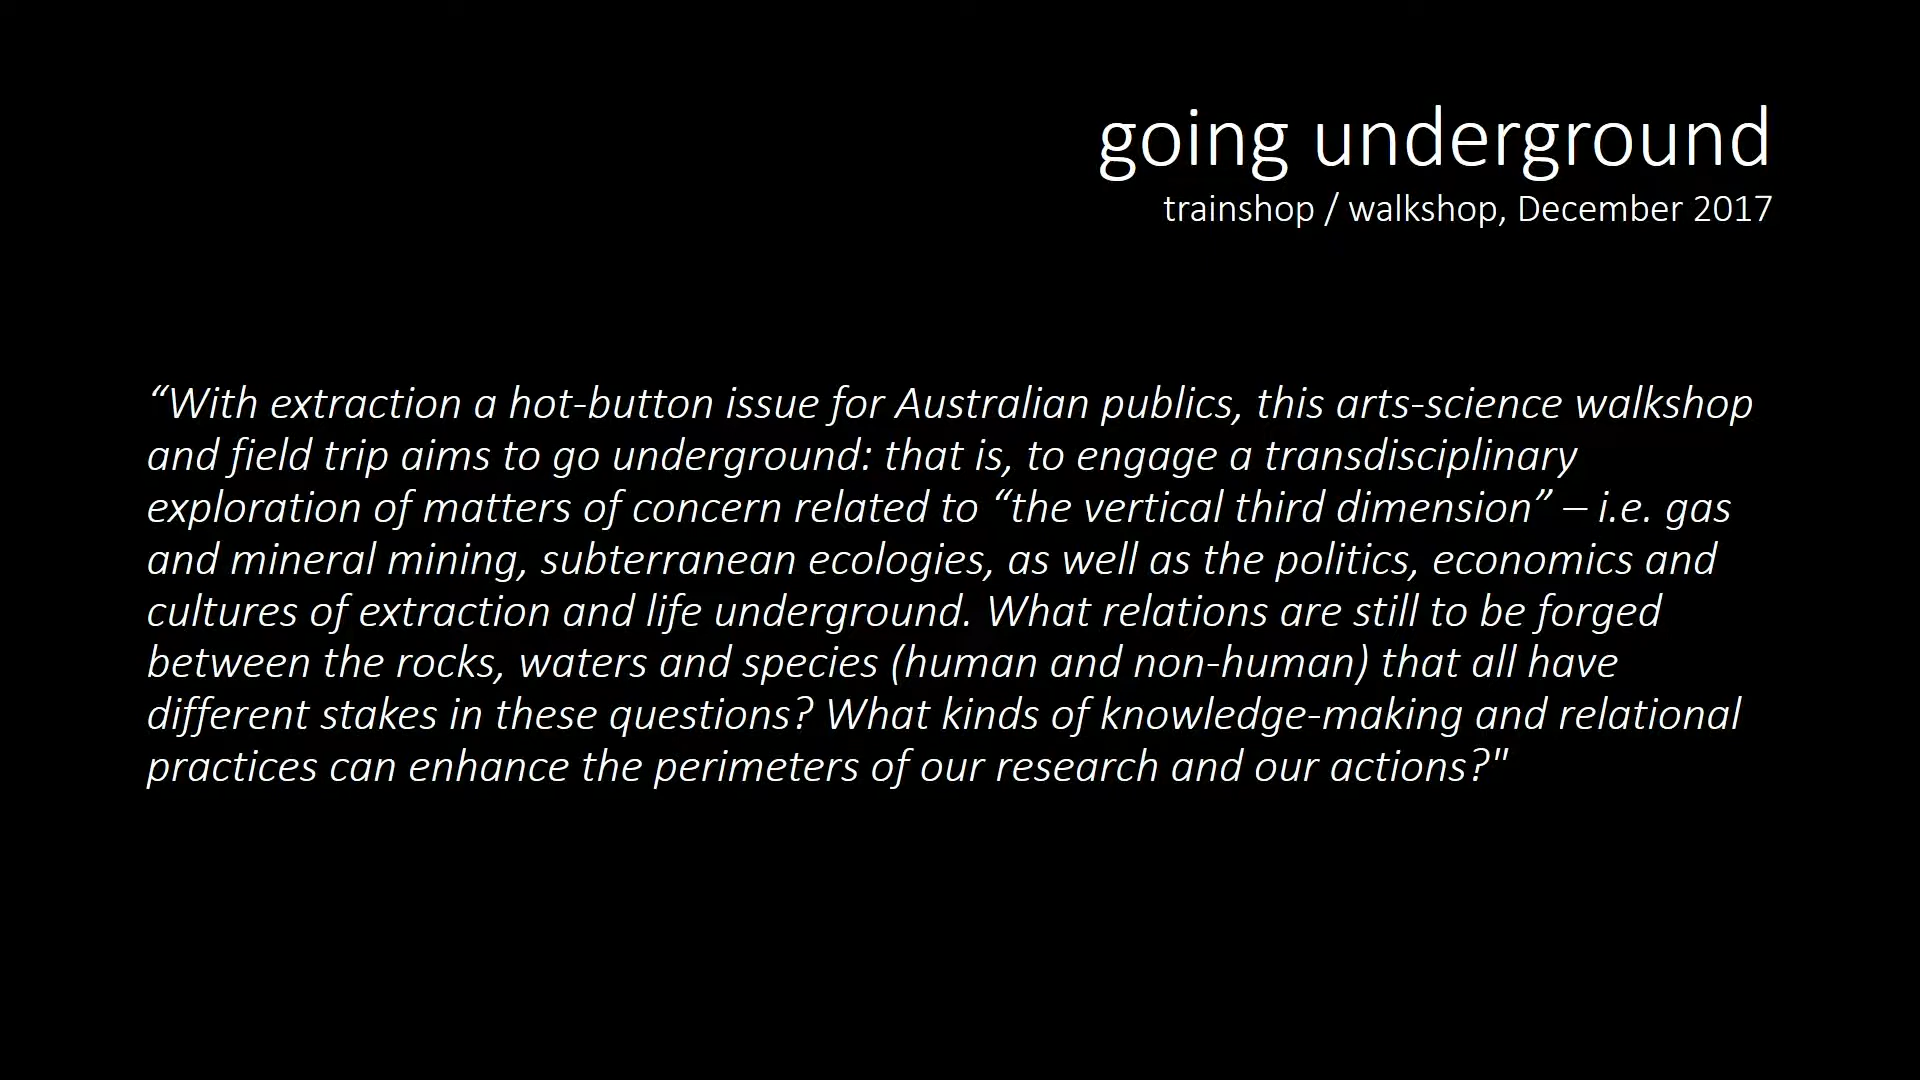 going underground
trainshop / walkshop, December 2017
“With extraction a hot-button issue for Australian publics, this arts-science walkshop
and field trip aims to go underground: that is, to engage a transdisciplinary
exploration of matters of concern related to “the vertical third dimension” – i.e. gas
and mineral mining, subterranean ecologies, as well as the politics, economics and
cultures of extraction and life underground. What relations are still to be forged
between the rocks, waters and species (human and non-human) that all have
different stakes in these questions? What kinds of knowledge-making and relational
practices can enhance the perimeters of our research and our actions?"